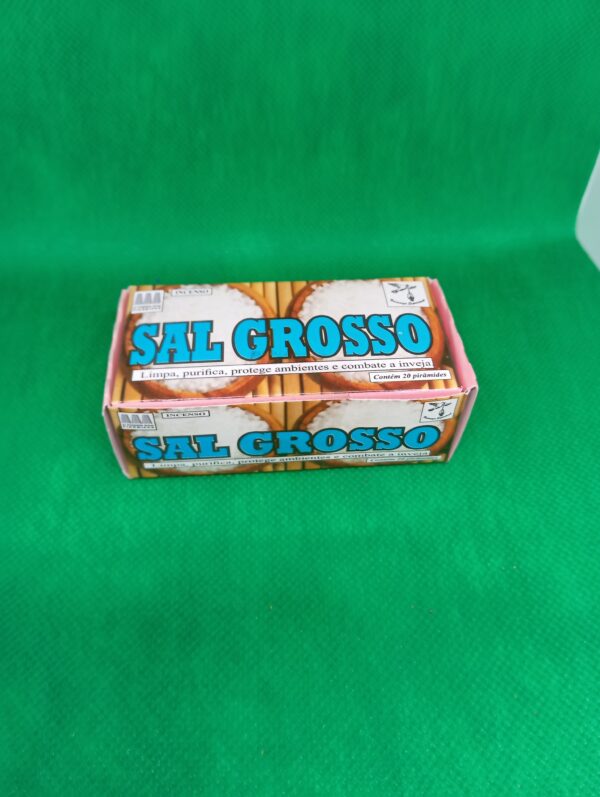 INCENSO
SAL GROSSO
Limpa, purifica, protege ambientes e combate a inveja
Contém 20 pirâmides
INCENSO
SAL GROSSO
Limpa, purifica, protege ambientes e combate a inveja